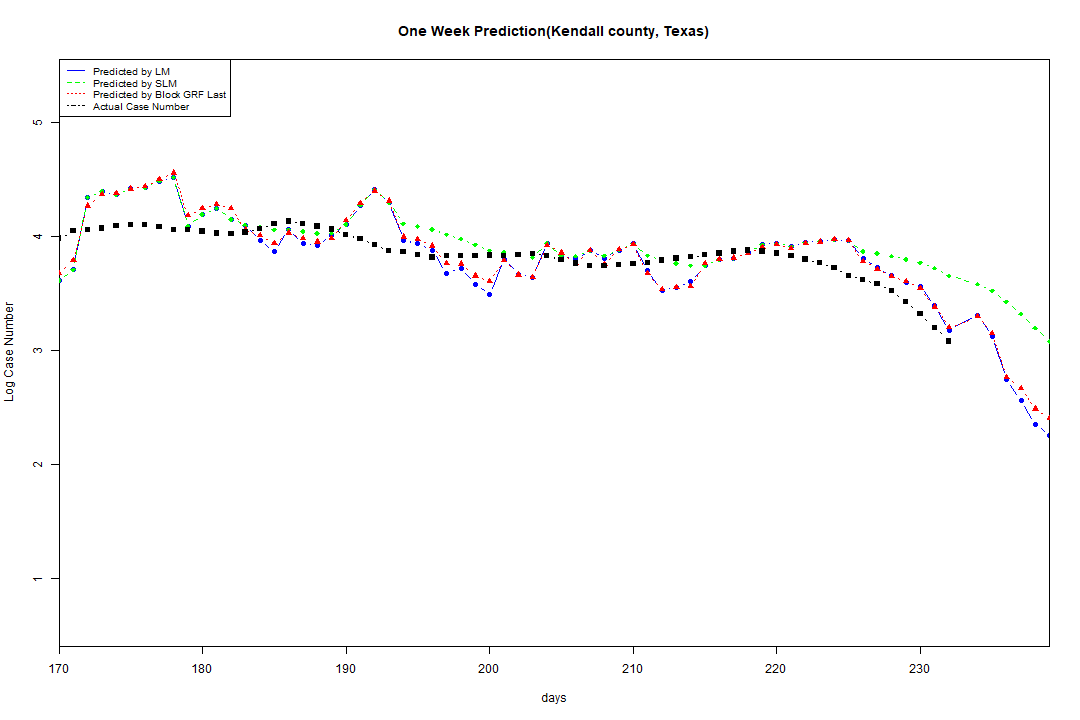 One Week Prediction(Kendall county, Texas)
Predicted by LM
Predicted by SLM
Predicted by Block GRF Last
Actual Case Number
5
4
3
2
1
Log Case Number
170 180 190 200 210 220 230
days